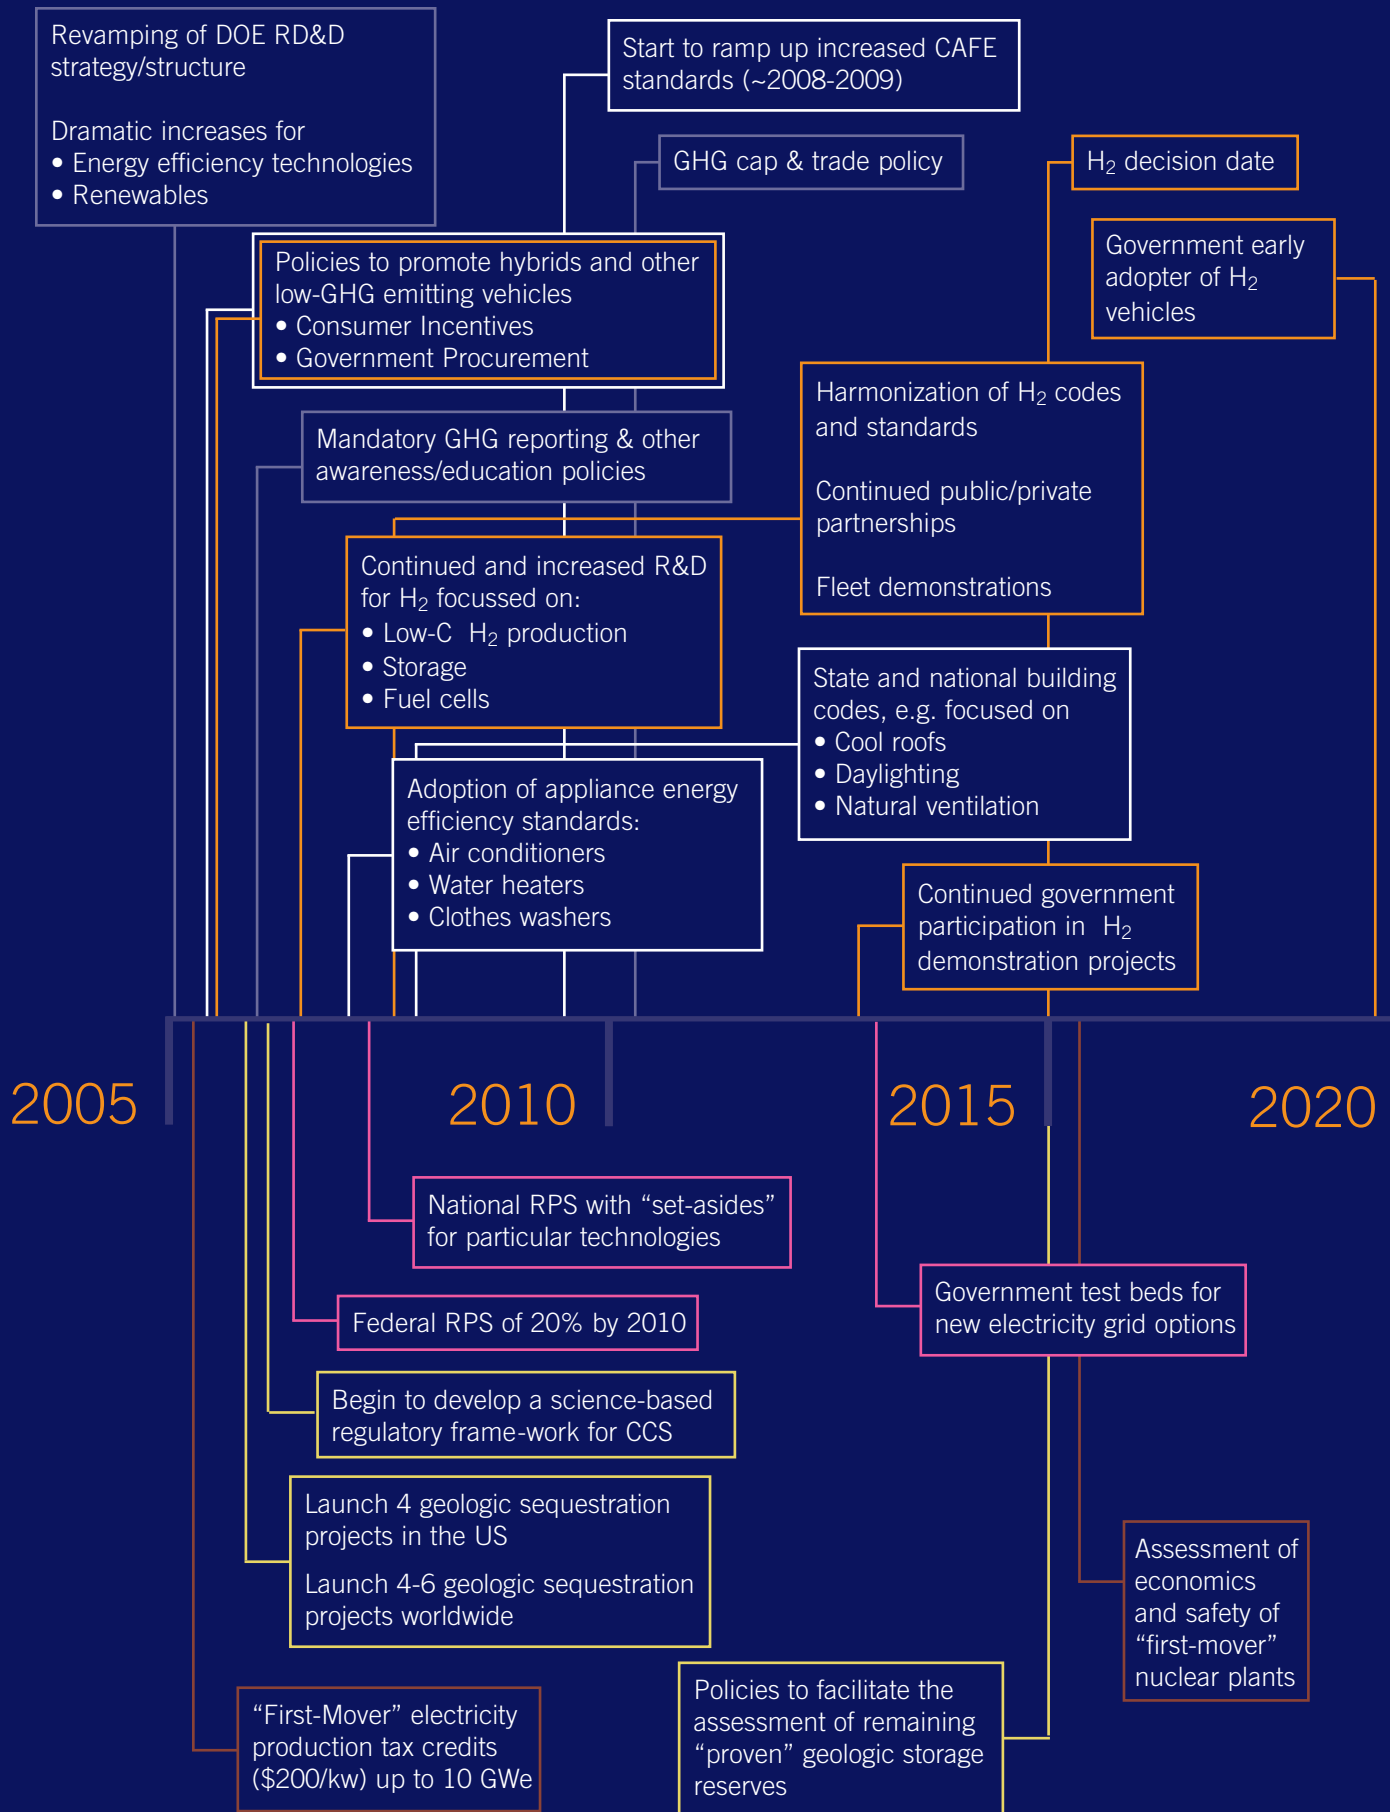 Revamping of DOE RD&D
strategy/structure
Dramatic increases for
• Energy efficiency technologies
• Renewables
Start to ramp up increased CAFE
standards (~2008-2009)
GHG cap & trade policy
H₂ decision date
Government early
adopter of H₂
vehicles
Policies to promote hybrids and other
low-GHG emitting vehicles
• Consumer Incentives
• Government Procurement
Mandatory GHG reporting & other
awareness/education policies
Harmonization of H₂ codes
and standards
Continued public/private
partnerships
Fleet demonstrations
Continued and increased R&D
for H₂ focussed on:
• Low-C H₂ production
• Storage
• Fuel cells
State and national building
codes, e.g. focused on
• Cool roofs
• Daylighting
• Natural ventilation
Adoption of appliance energy
efficiency standards:
• Air conditioners
• Water heaters
• Clothes washers
Continued government
participation in H₂
demonstration projects
2005
2010
2015
2020
National RPS with “set-asides”
for particular technologies
Federal RPS of 20% by 2010
Government test beds for
new electricity grid options
Begin to develop a science-based
regulatory frame-work for CCS
Launch 4 geologic sequestration
projects in the US
Launch 4-6 geologic sequestration
projects worldwide
Assessment of
economics
and safety of
“first-mover”
nuclear plants
“First-Mover” electricity
production tax credits
($200/kw) up to 10 GWe
Policies to facilitate the
assessment of remaining
“proven” geologic storage
reserves